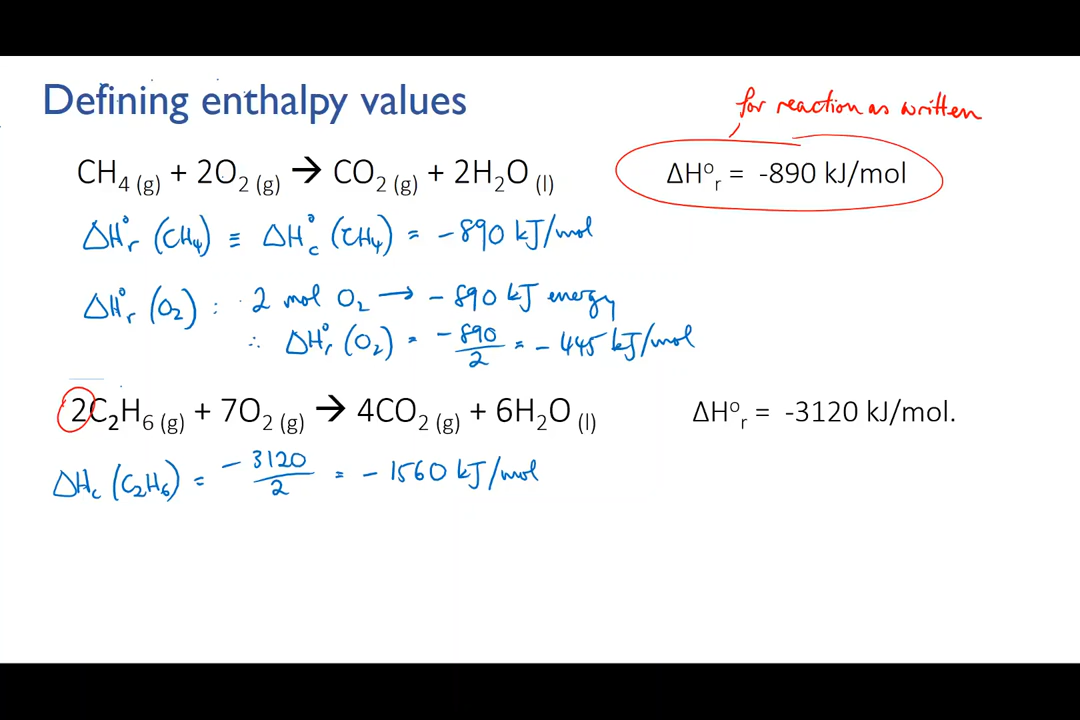 Defining enthalpy values
for reaction as written
CH₄ (g) + 2O₂ (g) → CO₂ (g) + 2H₂O (l)
ΔHᵒᵣ = -890 kJ/mol
ΔH°ᵣ (CH₄) ≡ ΔH°c (CH₄) = -890 kJ/mol
ΔH°ᵣ (O₂) : 2 mol O₂ → -890 kJ energy
∴ ΔH°ᵣ (O₂) = -890/2 = -445 kJ/mol
2C₂H₆ (g) + 7O₂ (g) → 4CO₂ (g) + 6H₂O (l)
ΔHᵒᵣ = -3120 kJ/mol.
ΔHc (C₂H₆) = -3120/2 = -1560 kJ/mol